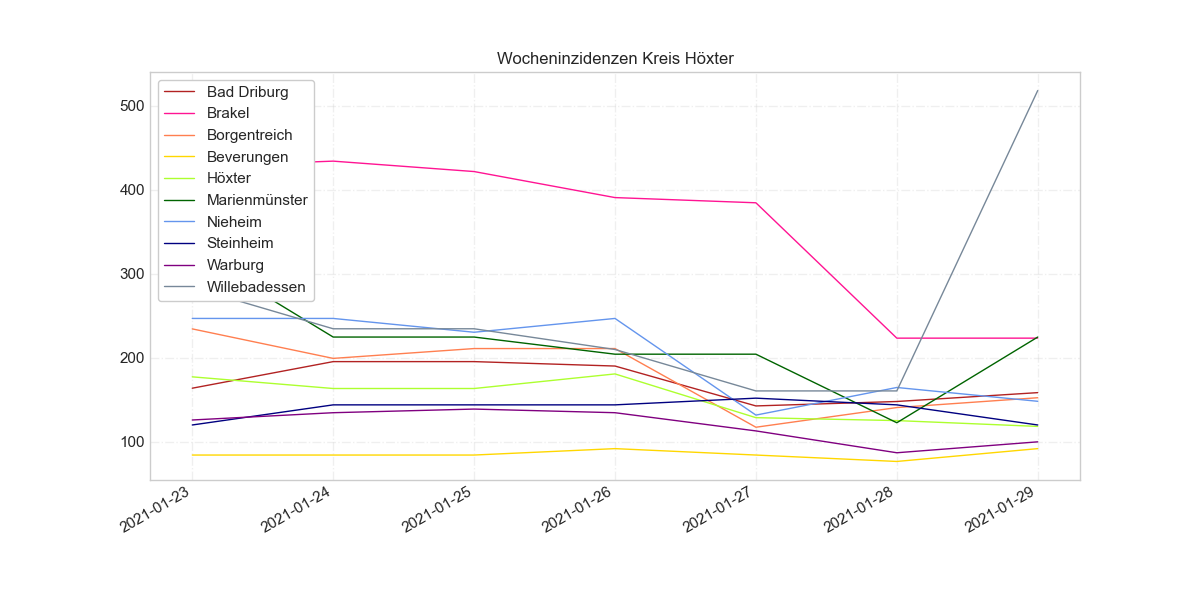 Wocheninzidenzen Kreis Höxter
Bad Driburg
Brakel
Borgentreich
Beverungen
Höxter
Marienmünster
Nieheim
Steinheim
Warburg
Willebadessen
500
400
300
200
100
2021-01-23
2021-01-24
2021-01-25
2021-01-26
2021-01-27
2021-01-28
2021-01-29